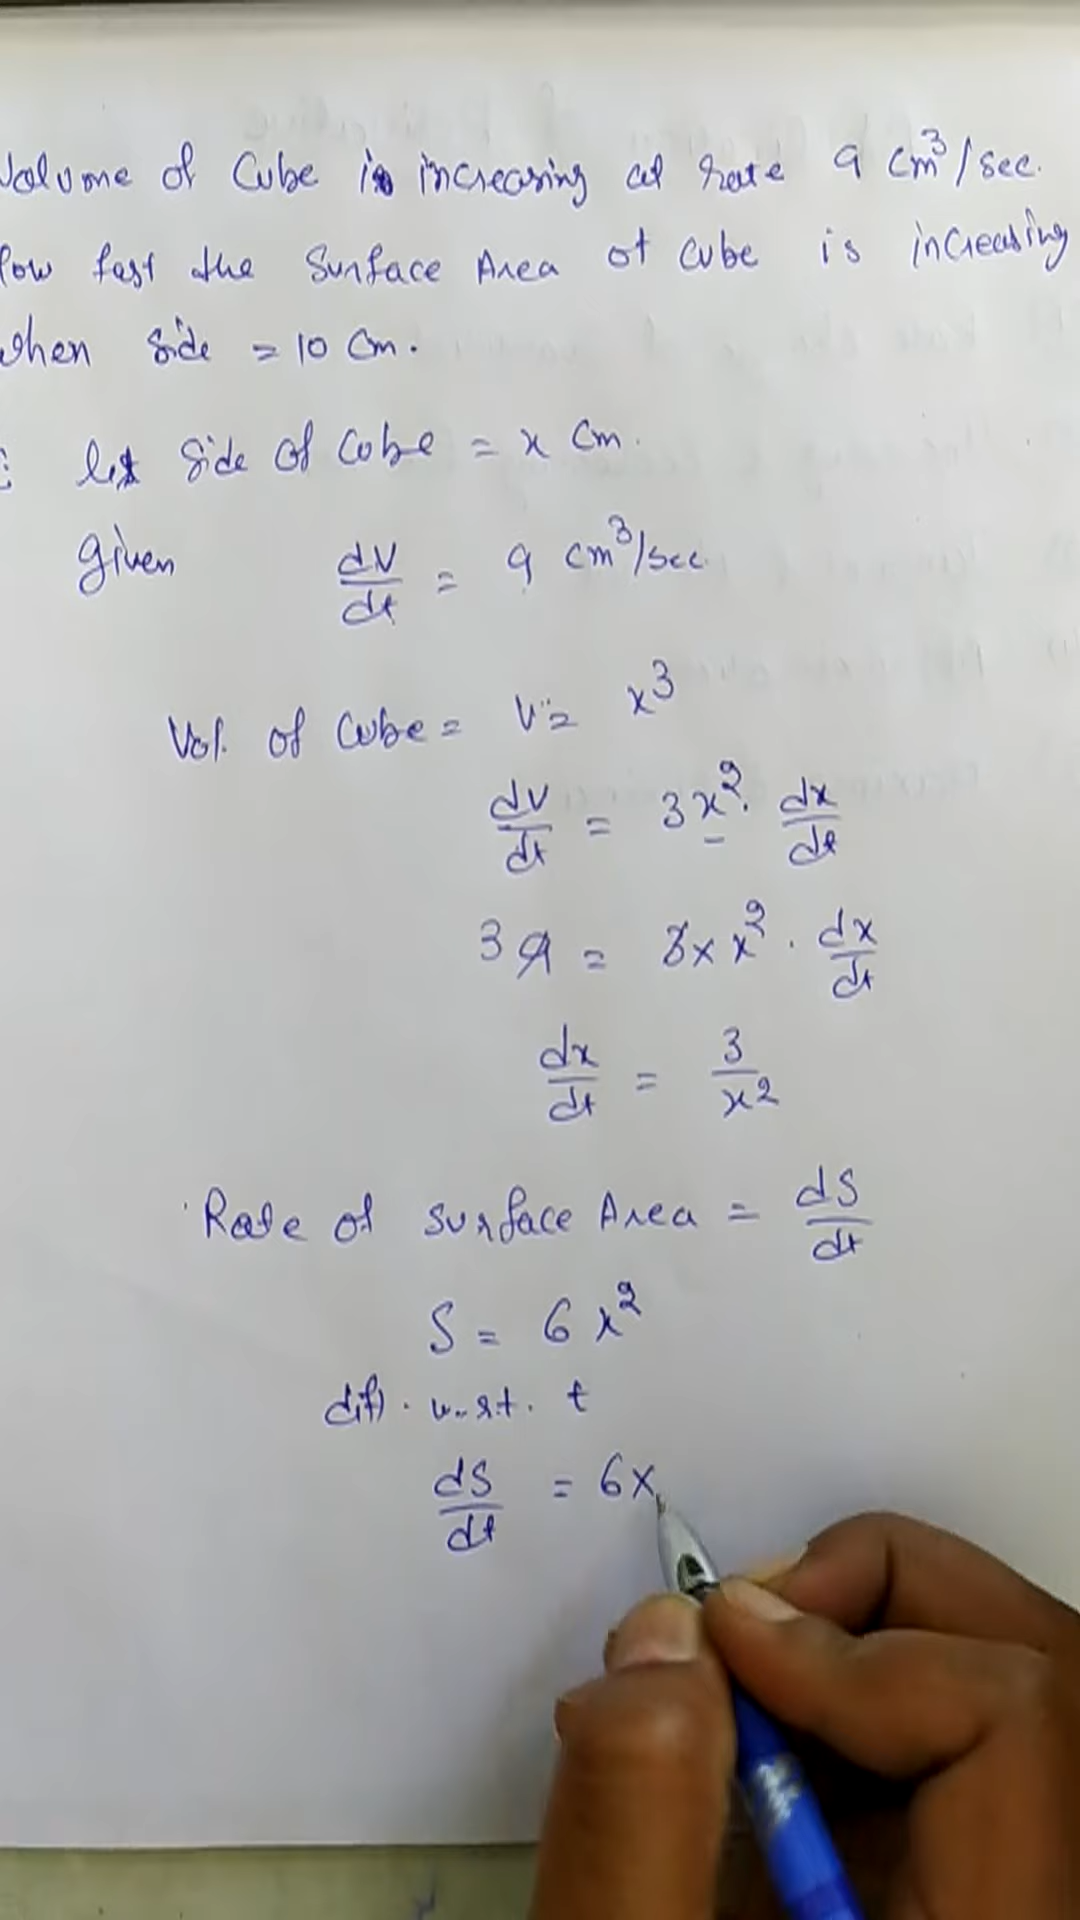 Volume of Cube is increasing at rate 9 cm³/sec.
How fast the Surface Area of cube is increasing
when side = 10 Cm.
let Side of Cube = x Cm.
given dV/dt = 9 cm³/sec.
Vol. of Cube = V = x³
dV/dt = 3x². dx/dt
3 9 = 3 x x² . dx/dt
dx/dt = 3/x²
Rate of surface Area = dS/dt
S = 6x²
diff. w.r.t. t
dS/dt = 6x